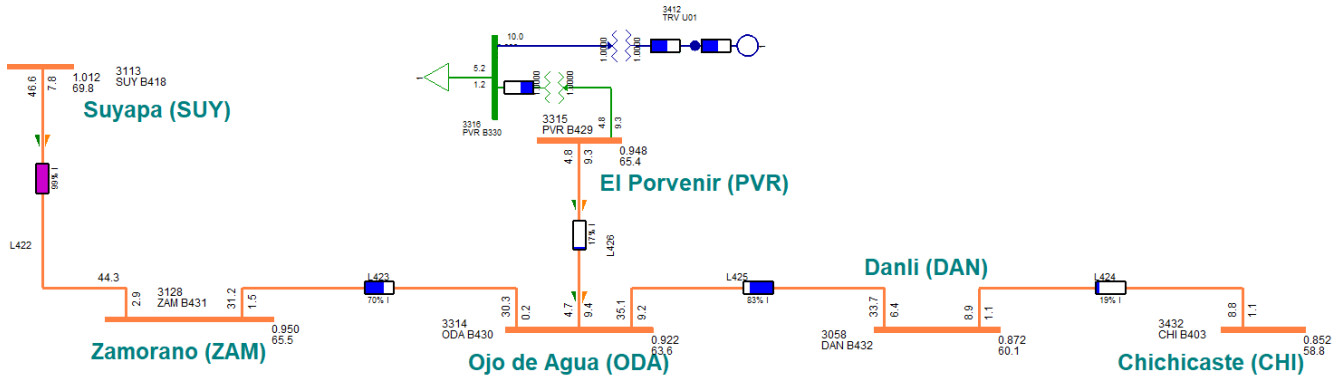 3412
TRV U01
10.0
1.0000
1.0000
3113
SUY B418
1.012
69.8
46.6
7.8
Suyapa (SUY)
99% I
L422
5.2
1.2
1.0000
3316
PVR B330
3315
PVR B429
4.8
9.3
0.948
65.4
4.8
9.3
El Porvenir (PVR)
17% I
L426
44.3
2.9
3128
ZAM B431
31.2
1.5
0.950
65.5
Zamorano (ZAM)
L423
70% I
30.3
0.2
4.7
9.4
35.1
9.2
3314
ODA B430
0.922
63.6
Ojo de Agua (ODA)
L425
83% I
Danli (DAN)
33.7
6.4
8.9
1.1
3058
DAN B432
0.872
60.1
L424
19% I
8.8
1.1
3432
CHI B403
0.852
58.8
Chichicaste (CHI)